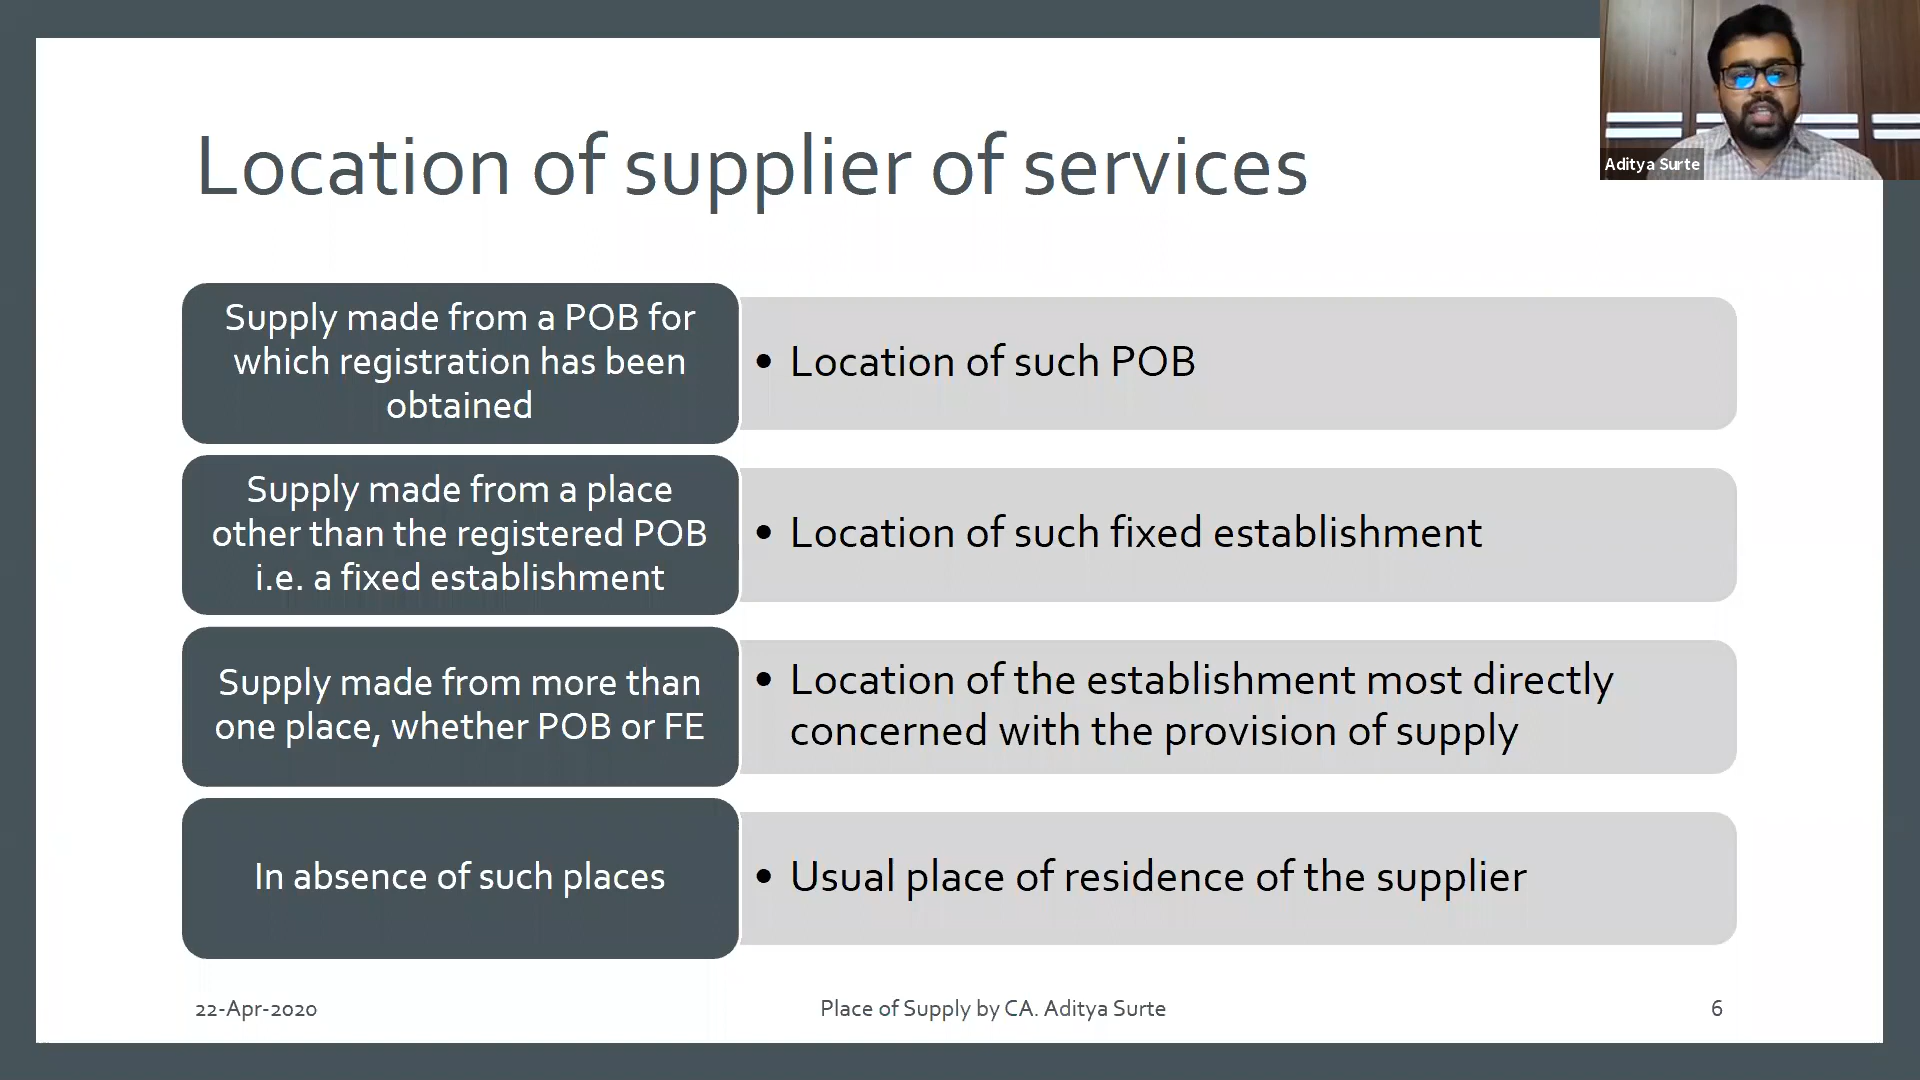 Location of supplier of services
Aditya Surte
Supply made from a POB for
which registration has been
obtained
• Location of such POB
Supply made from a place
other than the registered POB
i.e. a fixed establishment
• Location of such fixed establishment
Supply made from more than
one place, whether POB or FE
• Location of the establishment most directly
concerned with the provision of supply
In absence of such places
• Usual place of residence of the supplier
22-Apr-2020
Place of Supply by CA. Aditya Surte
6